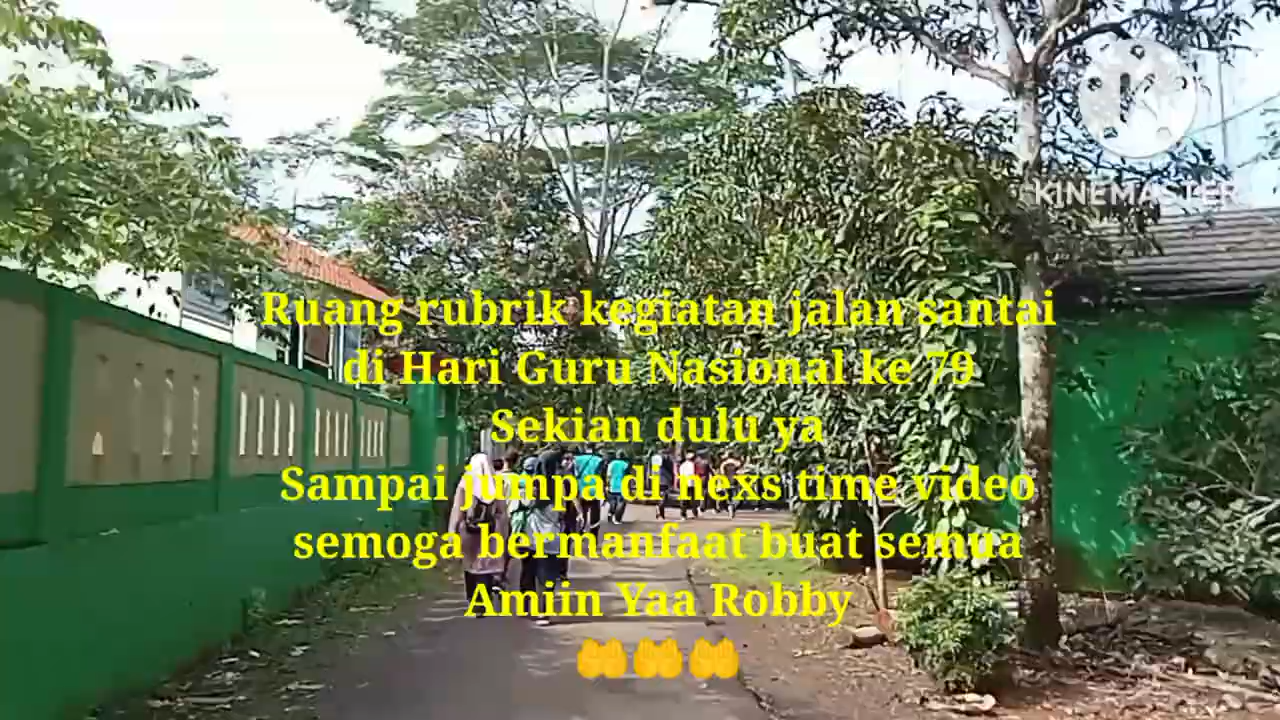 KINEMASTER
Ruang rubrik kegiatan jalan santai
di Hari Guru Nasional ke 79
Sekian dulu ya
Sampai jumpa di nexs time video
semoga bermanfaat buat semua
Amiin Yaa Robby
🤲🤲🤲